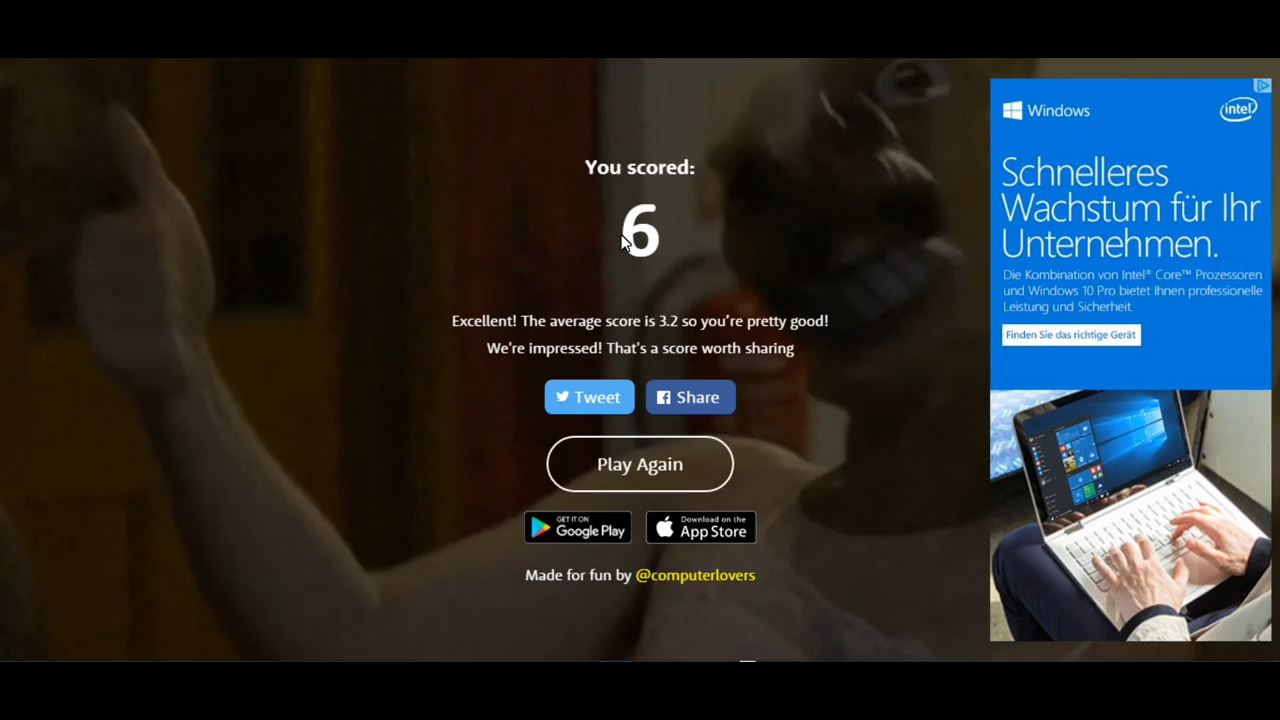 You scored:
6
Excellent! The average score is 3.2 so you’re pretty good!
We're impressed! That's a score worth sharing
Tweet
Share
Play Again
GET IT ON
Google Play
Download on the
App Store
Made for fun by @computerlovers
Windows
intel
Schnelleres
Wachstum für Ihr
Unternehmen.
Die Kombination von Intel® Core™ Prozessoren
und Windows 10 Pro bietet Ihnen professionelle
Leistung und Sicherheit.
Finden Sie das richtige Gerät